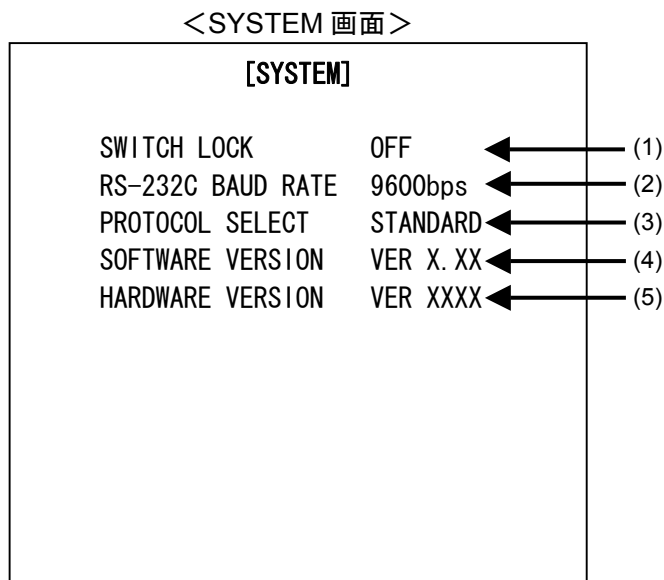 ＜SYSTEM 画面＞
[SYSTEM]
SWITCH LOCK OFF (1)
RS-232C BAUD RATE 9600bps (2)
PROTOCOL SELECT STANDARD (3)
SOFTWARE VERSION VER X.XX (4)
HARDWARE VERSION VER XXXX (5)